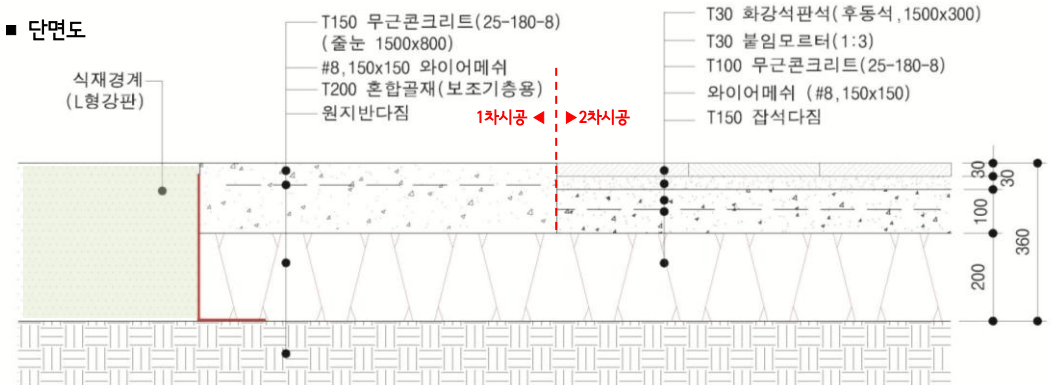 ■ 단면도
식재경계
(L형강판)
T150 무근콘크리트(25-180-8)
(줄눈 1500x800)
#8,150x150 와이어메쉬
T200 혼합골재(보조기층용)
원지반다짐
1차시공 ◀ ▶2차시공
T30 화강석판석(후동석,1500x300)
T30 붙임모르터(1:3)
T100 무근콘크리트(25-180-8)
와이어메쉬 (#8,150x150)
T150 잡석다짐
30
30
100
200
360